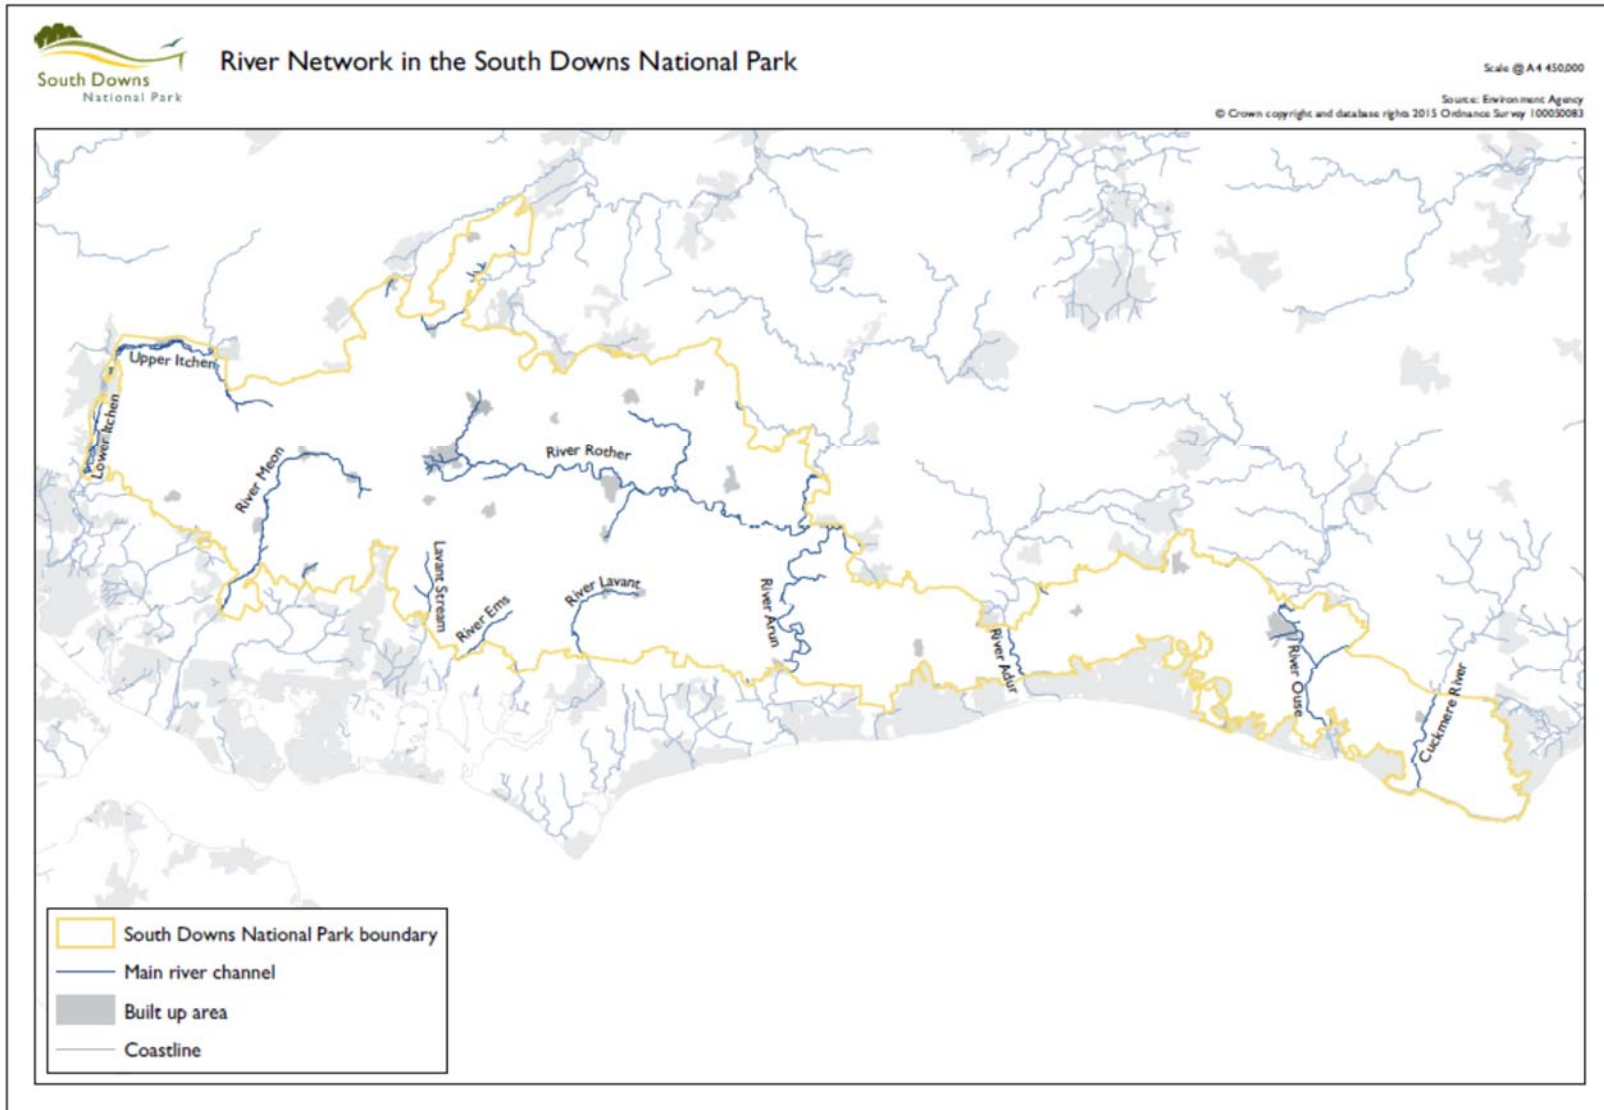 South Downs
National Park
River Network in the South Downs National Park
Scale @ A4 450,000
Source: Environment Agency
© Crown copyright and database rights 2015 Ordnance Survey 100050083
Upper Itchen
Lower Itchen
River Meon
River Rother
Lavant Stream
River Ems
River Lavant
River Arun
River Adur
River Ouse
Cuckmere River
South Downs National Park boundary
Main river channel
Built up area
Coastline